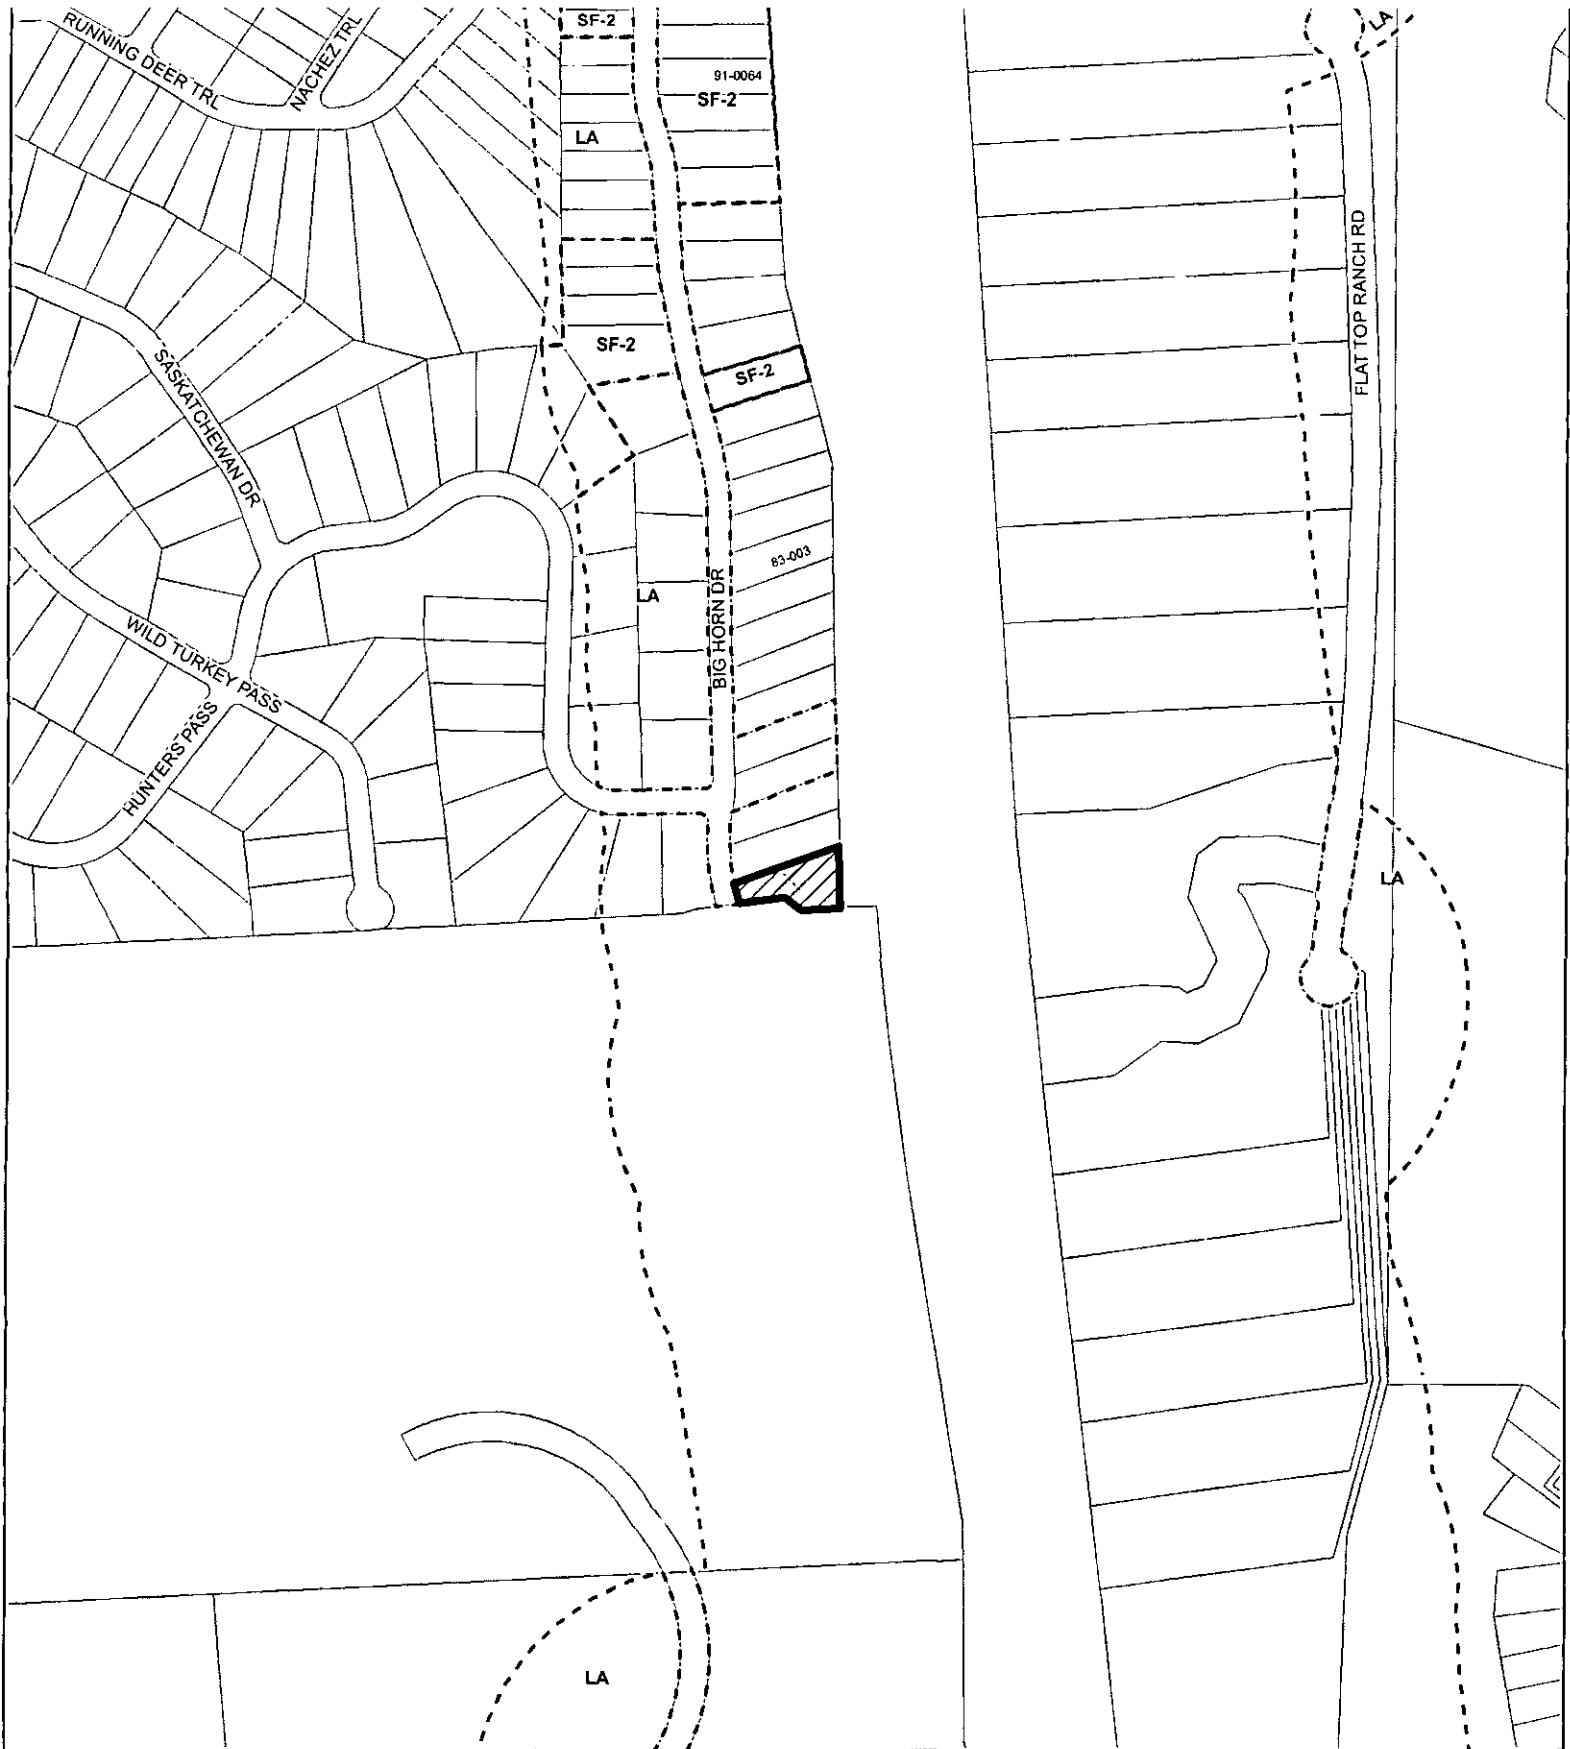 SF-2
LA
RUNNING DEER TRL
NACHEZ TRL
91-0064
SF-2
LA
FLAT TOP RANCH RD
SF-2
SF-2
SASKATCHEWAN DR
83-003
LA
BIG HORN DR
WILD TURKEY PASS
HUNTERS PASS
LA
LA